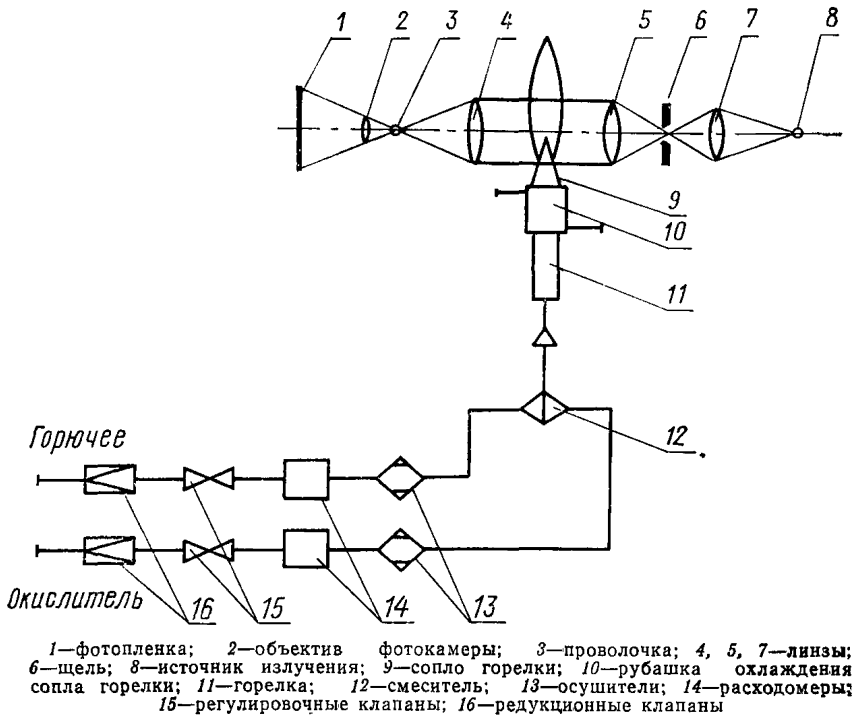 1 2 3 4 5 6 7 8
9
10
11
12
Горючее
Окислитель
16 15 14 13
1—фотопленка; 2—объектив фотокамеры; 3—проволочка; 4, 5, 7—линзы;
6—щель; 8—источник излучения; 9—сопло горелки; 10—рубашка охлаждения
сопла горелки; 11—горелка; 12—смеситель; 13—осушители; 14—расходомеры;
15—регулировочные клапаны; 16—редукционные клапаны